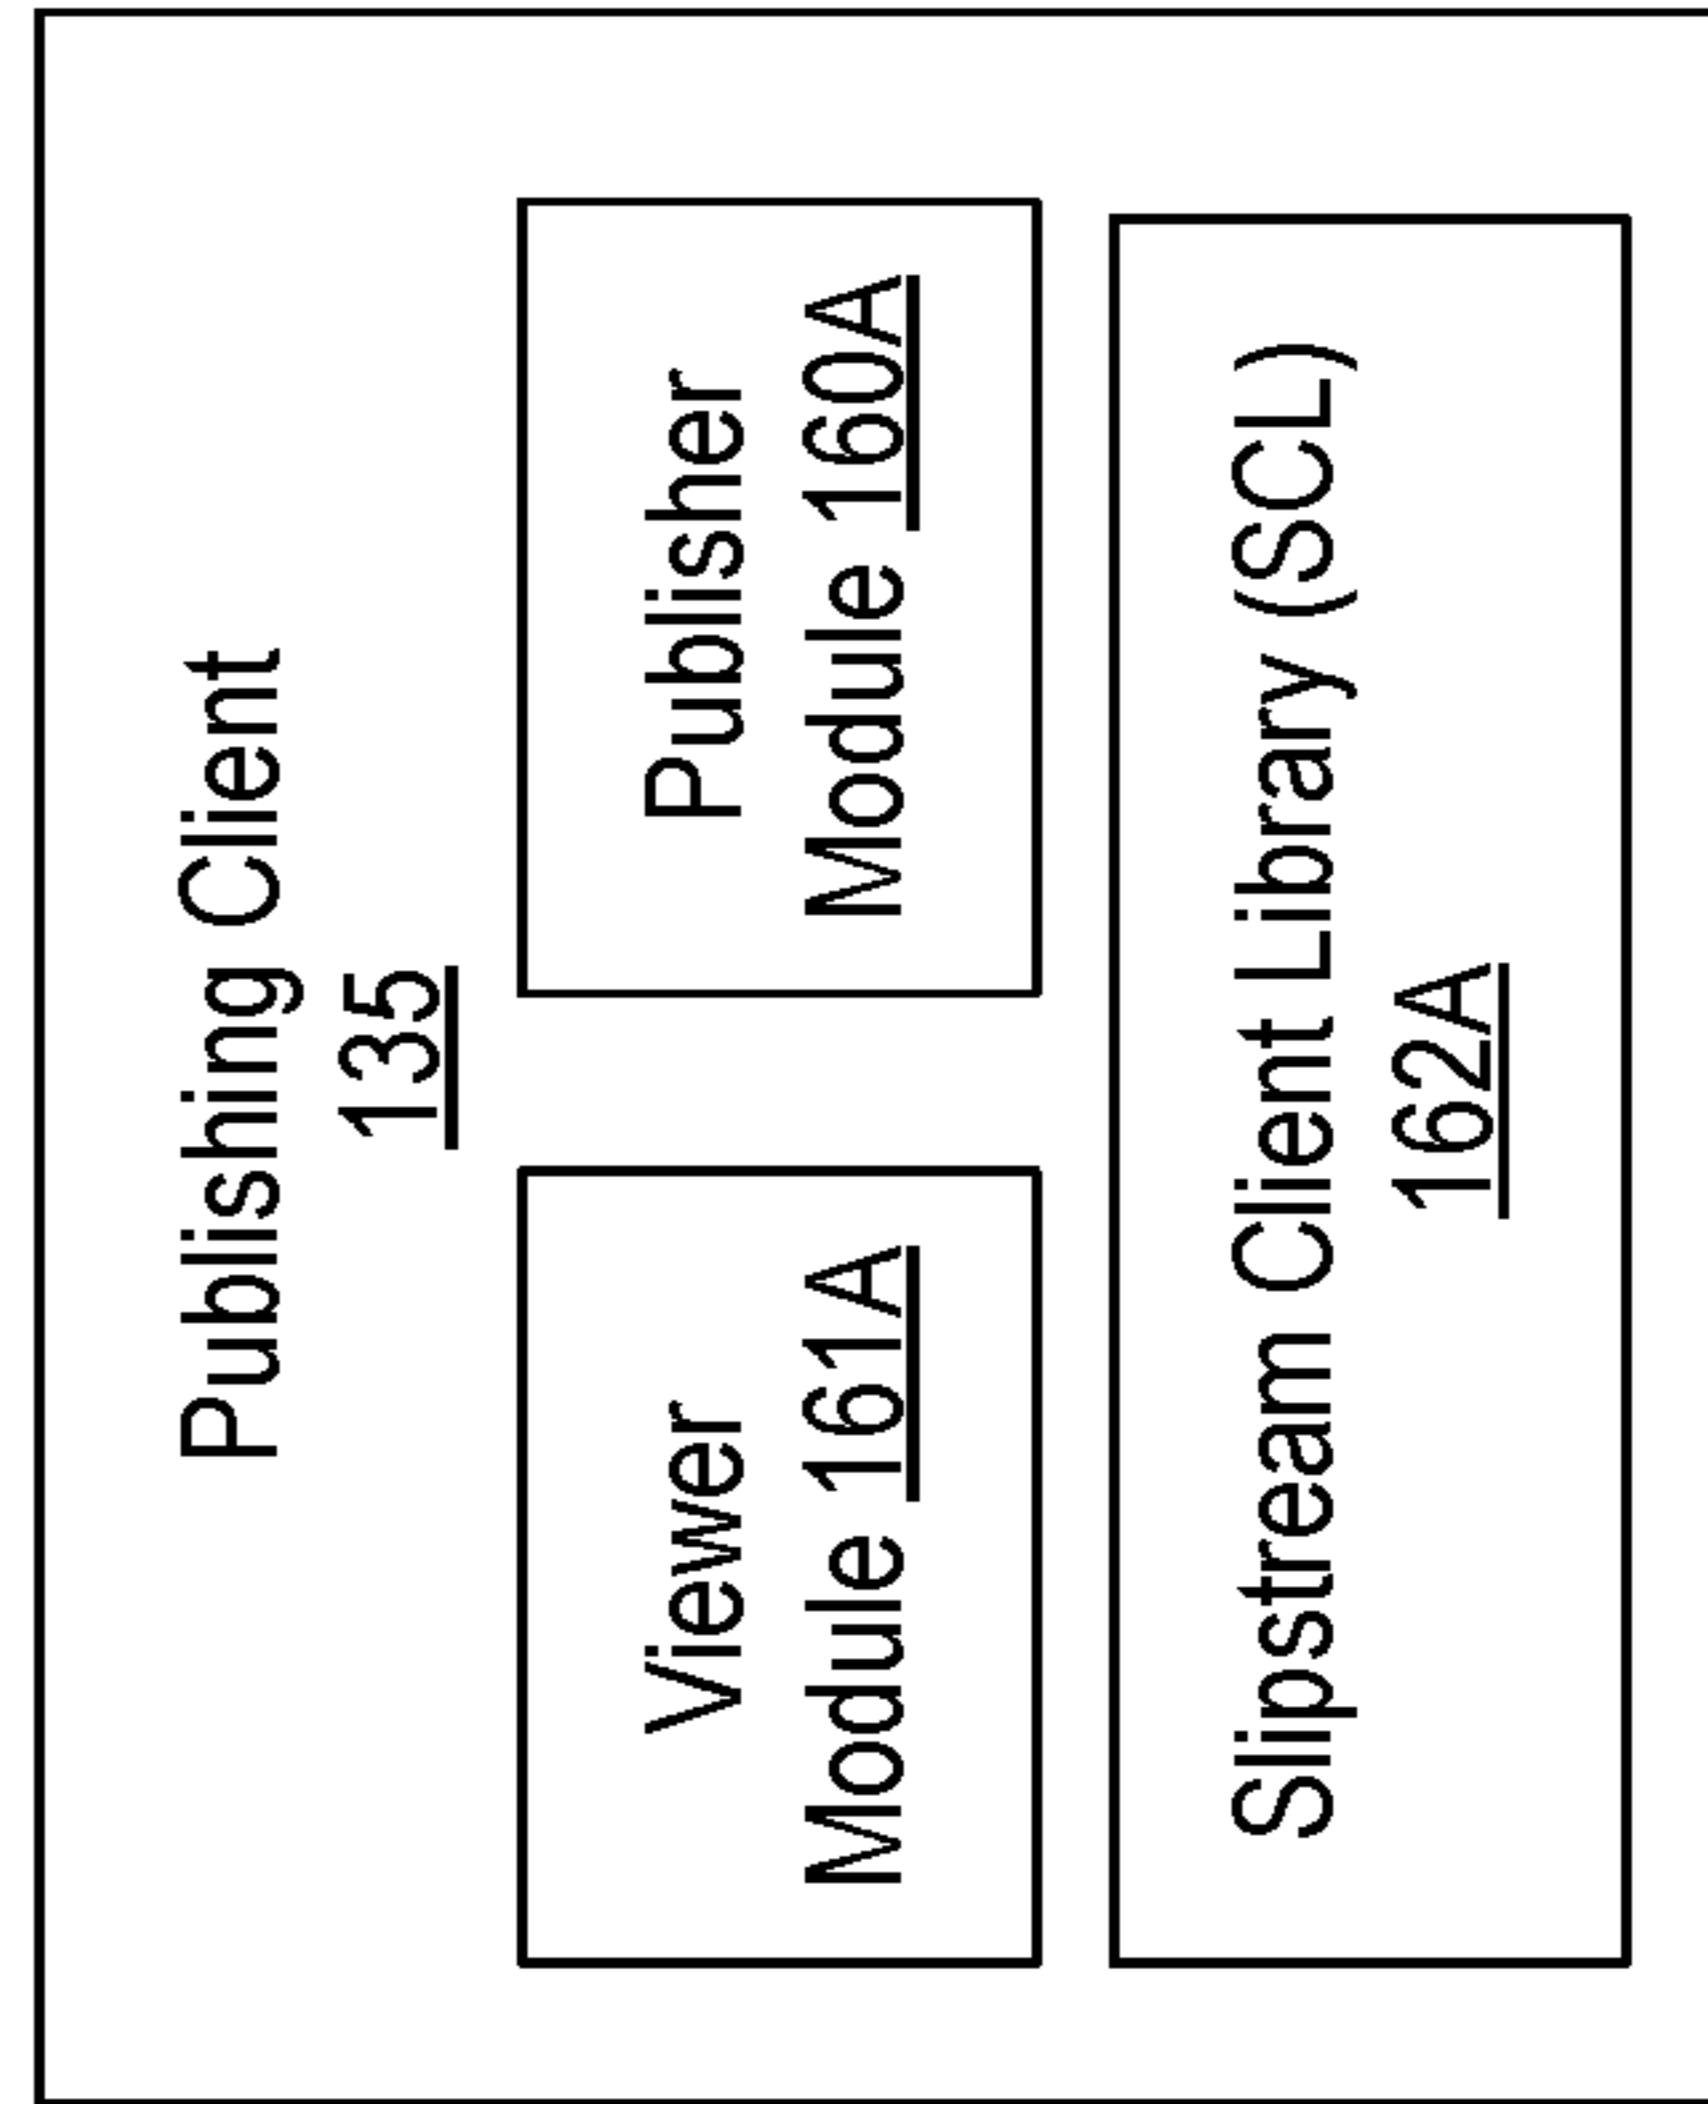 Publishing Client
135
Viewer
Module 161A
Publisher
Module 160A
Slipstream Client Library (SCL)
162A